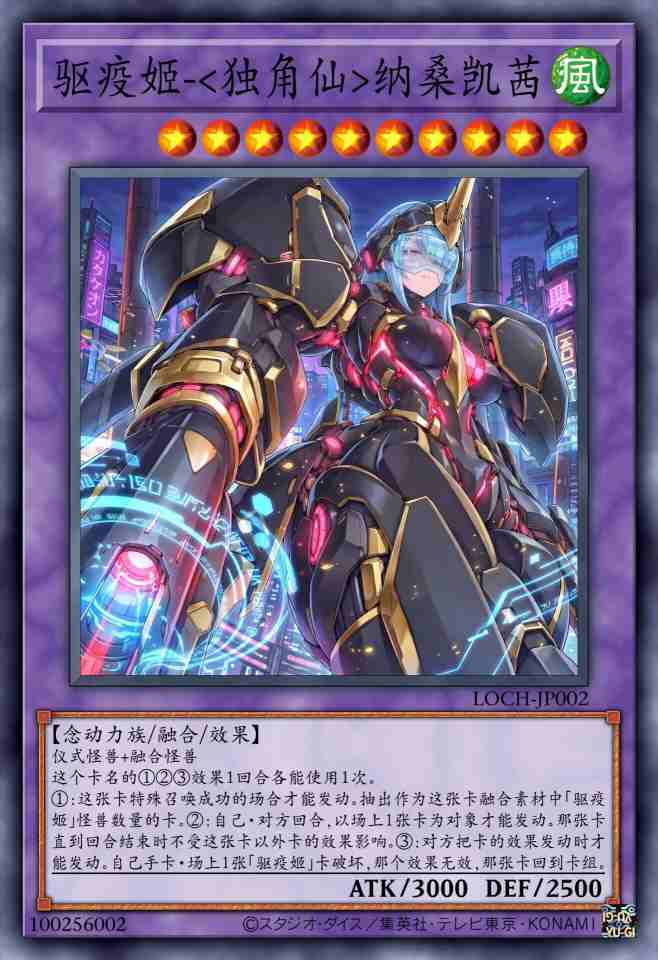 驱疫姬-<独角仙>纳桑凯茜
風
カタケオン
興
LOCH-JP002
【念动力族/融合/效果】
仪式怪兽+融合怪兽
这个卡名的①②③效果1回合各能使用1次。
①:这张卡特殊召唤成功的场合才能发动。抽出作为这张卡融合素材中「驱疫
姬」怪兽数量的卡。②:自己·对方回合,以场上1张卡为对象才能发动。那张卡
直到回合结束时不受这张卡以外卡的效果影响。③:对方把卡的效果发动时才
能发动。自己手卡·场上1张「驱疫姬」卡破坏,那个效果无效,那张卡回到卡组。
ATK/3000 DEF/2500
100256002
©スタジオ·ダイス/集英社·テレビ東京·KONAMI